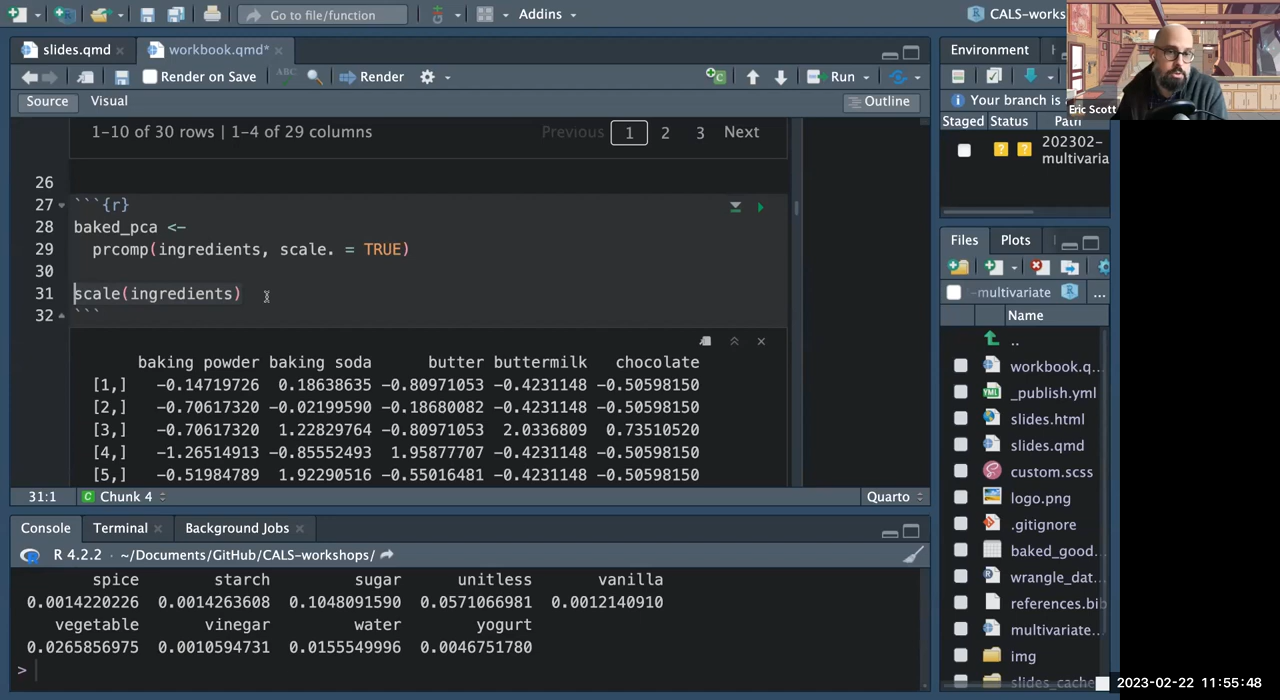 Go to file/function
Addins
CALS-works
slides.qmd
workbook.qmd*
Environment
Render on Save
ABC
Render
Run
Source
Visual
Outline
Your branch is
Eric Scott
Staged
Status
Path
202302-
multivaria
1-10 of 30 rows | 1-4 of 29 columns
Previous
1
2
3
Next
26
27 ```{r}
28 baked_pca <-
29 prcomp(ingredients, scale. = TRUE)
30
31 scale(ingredients)
32 ```
baking powder baking soda butter buttermilk chocolate
[1,] -0.14719726 0.18638635 -0.80971053 -0.4231148 -0.50598150
[2,] -0.70617320 -0.02199590 -0.18680082 -0.4231148 -0.50598150
[3,] -0.70617320 1.22829764 -0.80971053 2.0336809 0.73510520
[4,] -1.26514913 -0.85552493 1.95877707 -0.4231148 -0.50598150
[5,] -0.51984789 1.92290516 -0.55016481 -0.4231148 -0.50598150
31:1
Chunk 4
Quarto
Files
Plots
-multivariate
...
Name
..
workbook.q...
_publish.yml
slides.html
slides.qmd
custom.scss
logo.png
.gitignore
baked_good...
wrangle_dat...
references.bib
multivariate...
img
slides_cache
Console
Terminal
Background Jobs
R 4.2.2 · ~/Documents/GitHub/CALS-workshops/
spice starch sugar unitless vanilla
0.0014220226 0.0014263608 0.1048091590 0.0571066981 0.0012140910
vegetable vinegar water yogurt
0.0265856975 0.0010594731 0.0155549996 0.0046751780
>
2023-02-22 11:55:48